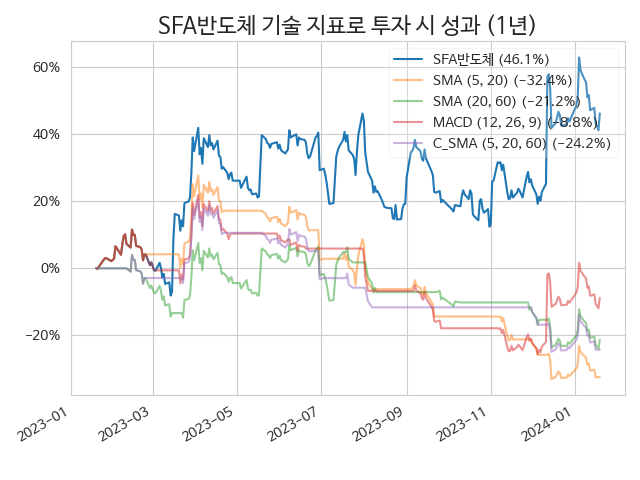 SFA반도체 기술 지표로 투자 시 성과 (1년)
SFA반도체 (46.1%)
SMA (5, 20) (−32.4%)
SMA (20, 60) (−21.2%)
MACD (12, 26, 9) (−8.8%)
C_SMA (5, 20, 60) (−24.2%)
60%
40%
20%
0%
−20%
2023-01
2023-03
2023-05
2023-07
2023-09
2023-11
2024-01